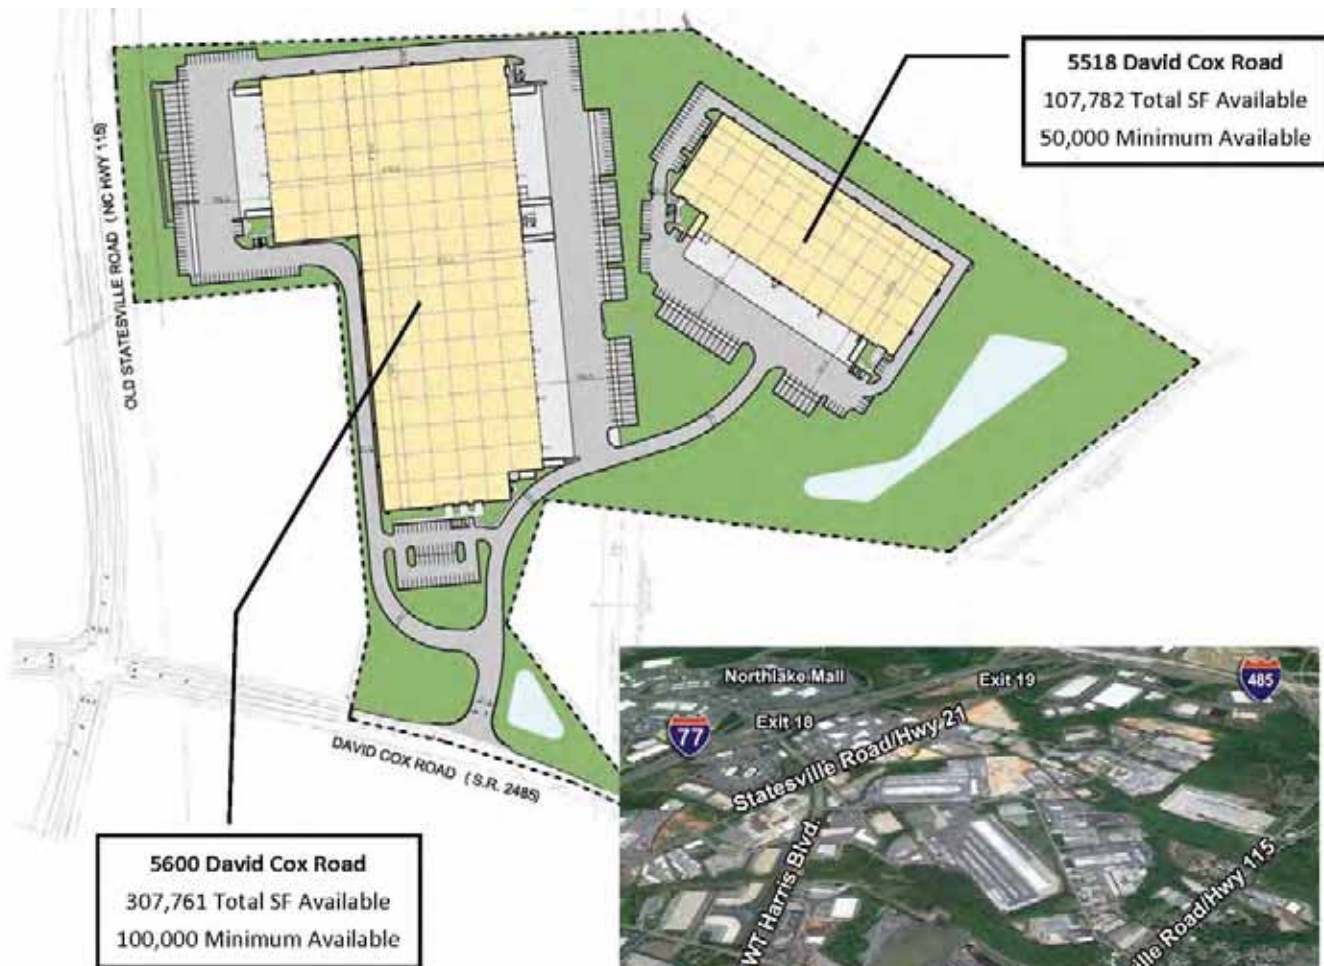 5518 David Cox Road
107,782 Total SF Available
50,000 Minimum Available
OLD STATESVILLE ROAD (NC HWY 115)
DAVID COX ROAD (S.R. 2485)
5600 David Cox Road
307,761 Total SF Available
100,000 Minimum Available
Northlake Mall
Exit 19
485
77
Exit 18
Statesville Road/Hwy 21
WT Harris Blvd.
ville Road/Hwy 115